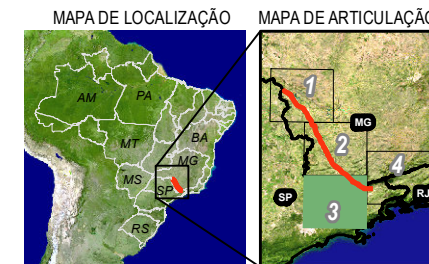 MAPA DE LOCALIZAÇÃO
AM
PA
MT
BA
MG
MS
SP
RS
MAPA DE ARTICULAÇÃO
1
MG
2
4
SP
RJ
3